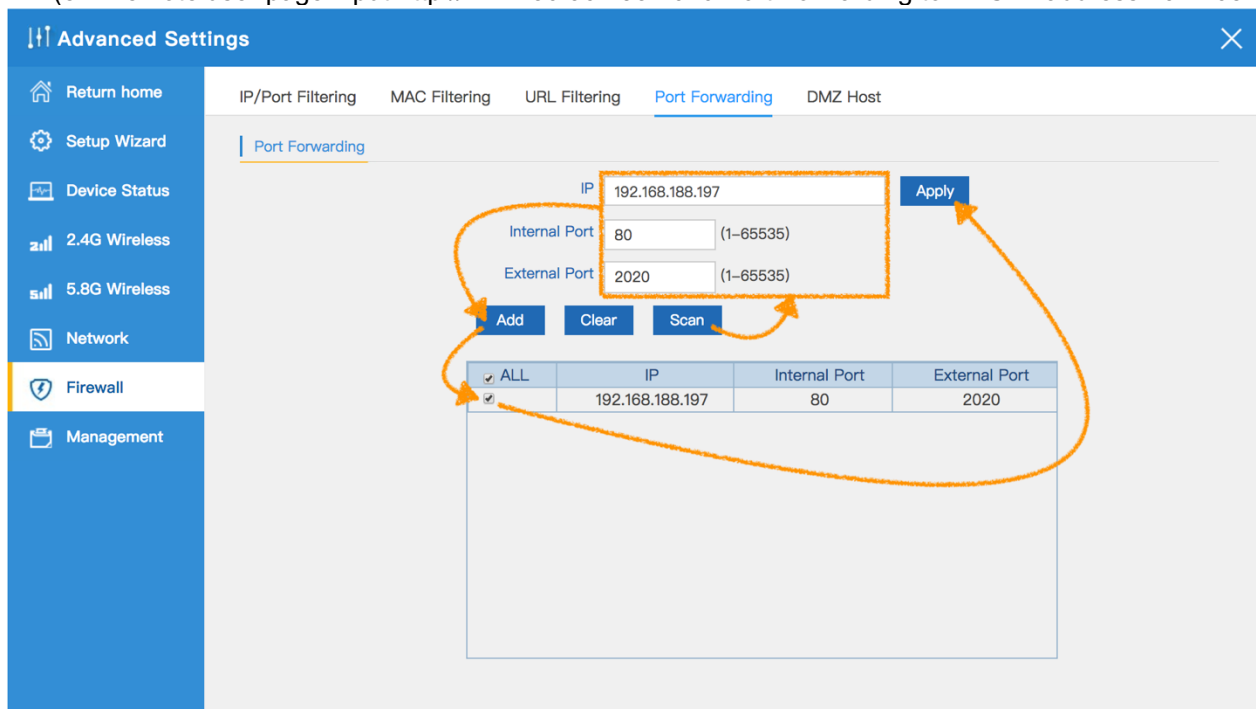 Advanced Settings
Return home
Setup Wizard
Device Status
2.4G Wireless
5.8G Wireless
Network
Firewall
Management
IP/Port Filtering MAC Filtering URL Filtering Port Forwarding DMZ Host
Port Forwarding
IP 192.168.188.197 Apply
Internal Port 80 (1-65535)
External Port 2020 (1-65535)
Add Clear Scan
ALL IP Internal Port External Port
192.168.188.197 80 2020